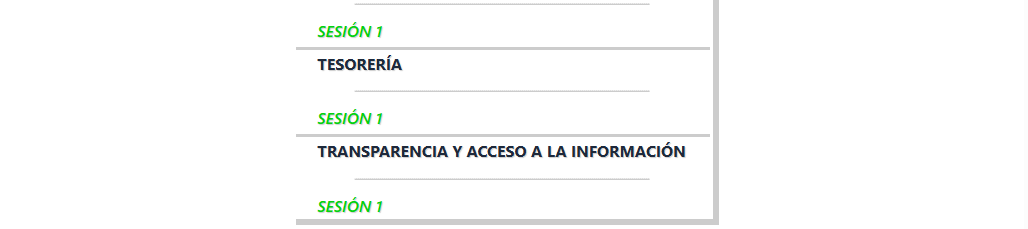 SESIÓN 1
TESORERÍA
SESIÓN 1
TRANSPARENCIA Y ACCESO A LA INFORMACIÓN
SESIÓN 1